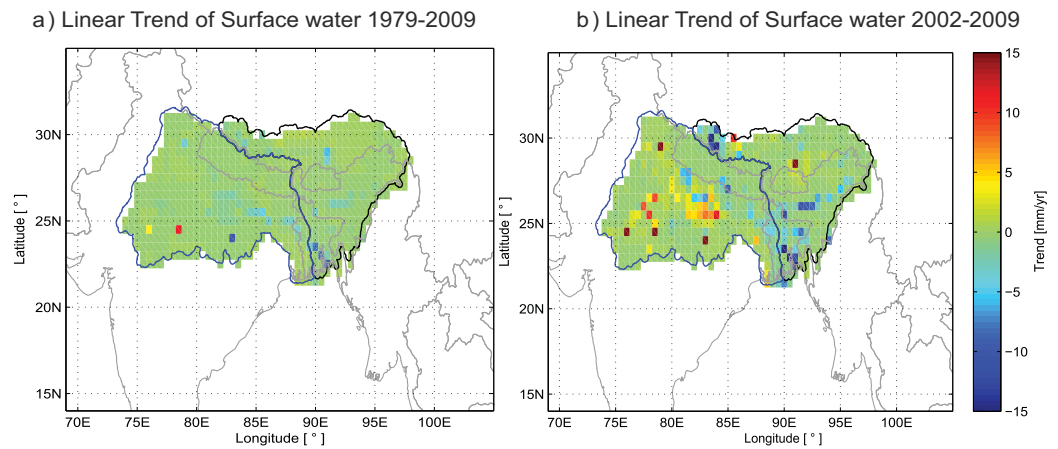 a) Linear Trend of Surface water 1979-2009
30N
25N
20N
15N
Latitude [ ° ]
70E 75E 80E 85E 90E 95E 100E
Longitude [ ° ]
b) Linear Trend of Surface water 2002-2009
30N
25N
20N
15N
Latitude [ ° ]
70E 75E 80E 85E 90E 95E 100E
Longitude [ ° ]
15
10
5
0
−5
−10
−15
Trend [mm/yr]